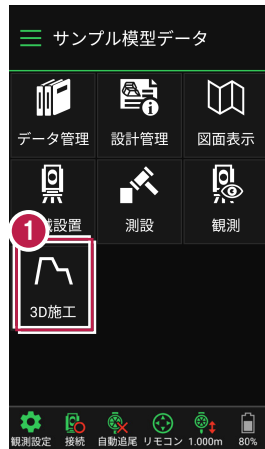 サンプル模型データ
データ管理 設計管理 図面表示
設置 測設 観測
1
3D施工
観測設定 接続 自動追尾 リモコン 1.000m 80%